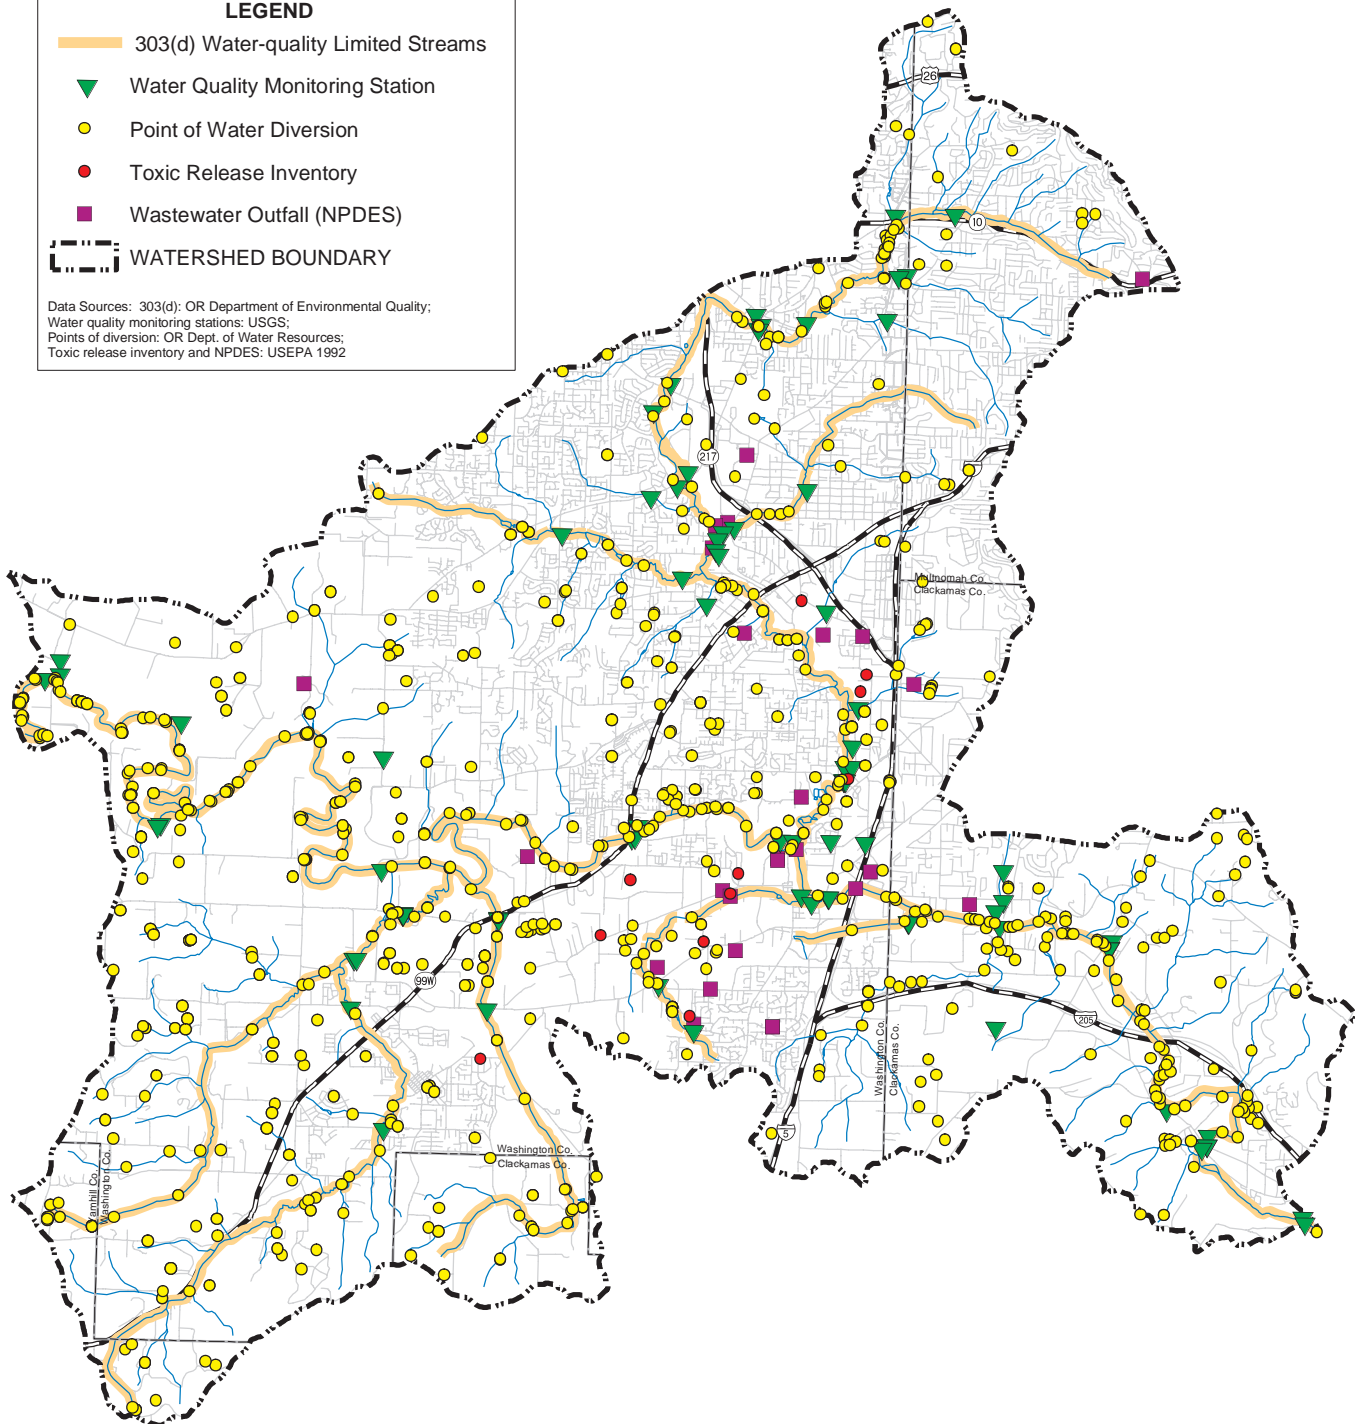 LEGEND
303(d) Water-quality Limited Streams
Water Quality Monitoring Station
Point of Water Diversion
Toxic Release Inventory
Wastewater Outfall (NPDES)
WATERSHED BOUNDARY
Data Sources: 303(d): OR Department of Environmental Quality;
Water quality monitoring stations: USGS;
Points of diversion: OR Dept. of Water Resources;
Toxic release inventory and NPDES: USEPA 1992
26
10
217
Multnomah Co.
Clackamas Co.
99W
205
Washington Co.
Clackamas Co.
5
Washington Co.
Clackamas Co.
Yamhill Co.
Washington Co.